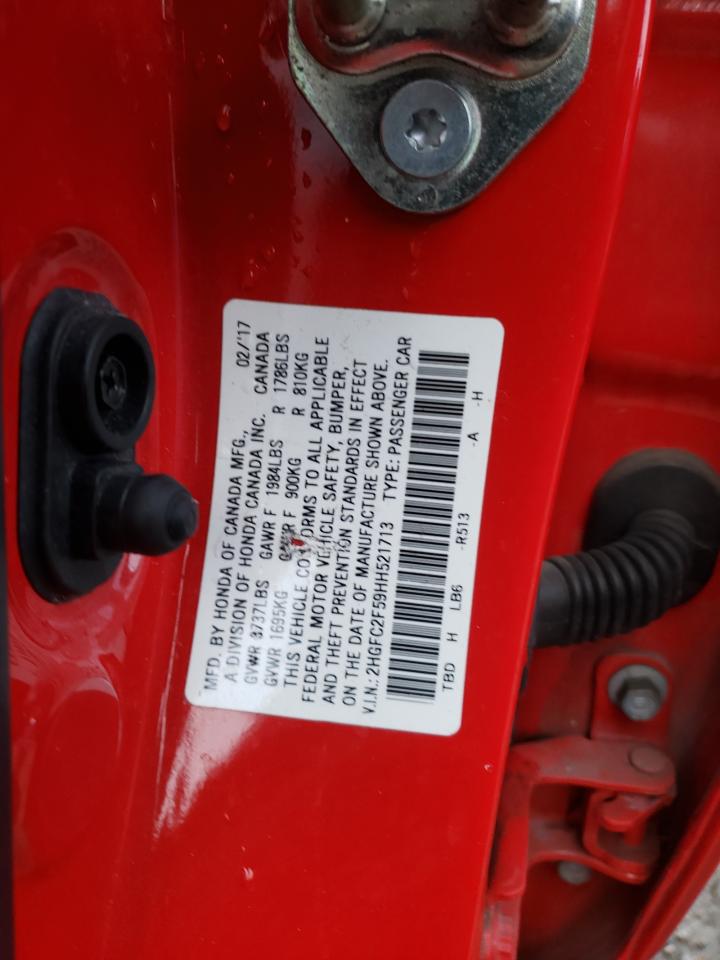 MFD. BY HONDA OF CANADA MFG., 02/'17
A DIVISION OF HONDA CANADA INC. CANADA
GVWR 3737LBS GAWR F 1984LBS R 1786LBS
GVWR 1695KG GAWR F 900KG R 810KG
THIS VEHICLE CONFORMS TO ALL APPLICABLE
FEDERAL MOTOR VEHICLE SAFETY, BUMPER,
AND THEFT PREVENTION STANDARDS IN EFFECT
ON THE DATE OF MANUFACTURE SHOWN ABOVE.
V.I.N.: 2HGFC2F59HH521713 TYPE: PASSENGER CAR
TBD H LB6 -R513 -A -H